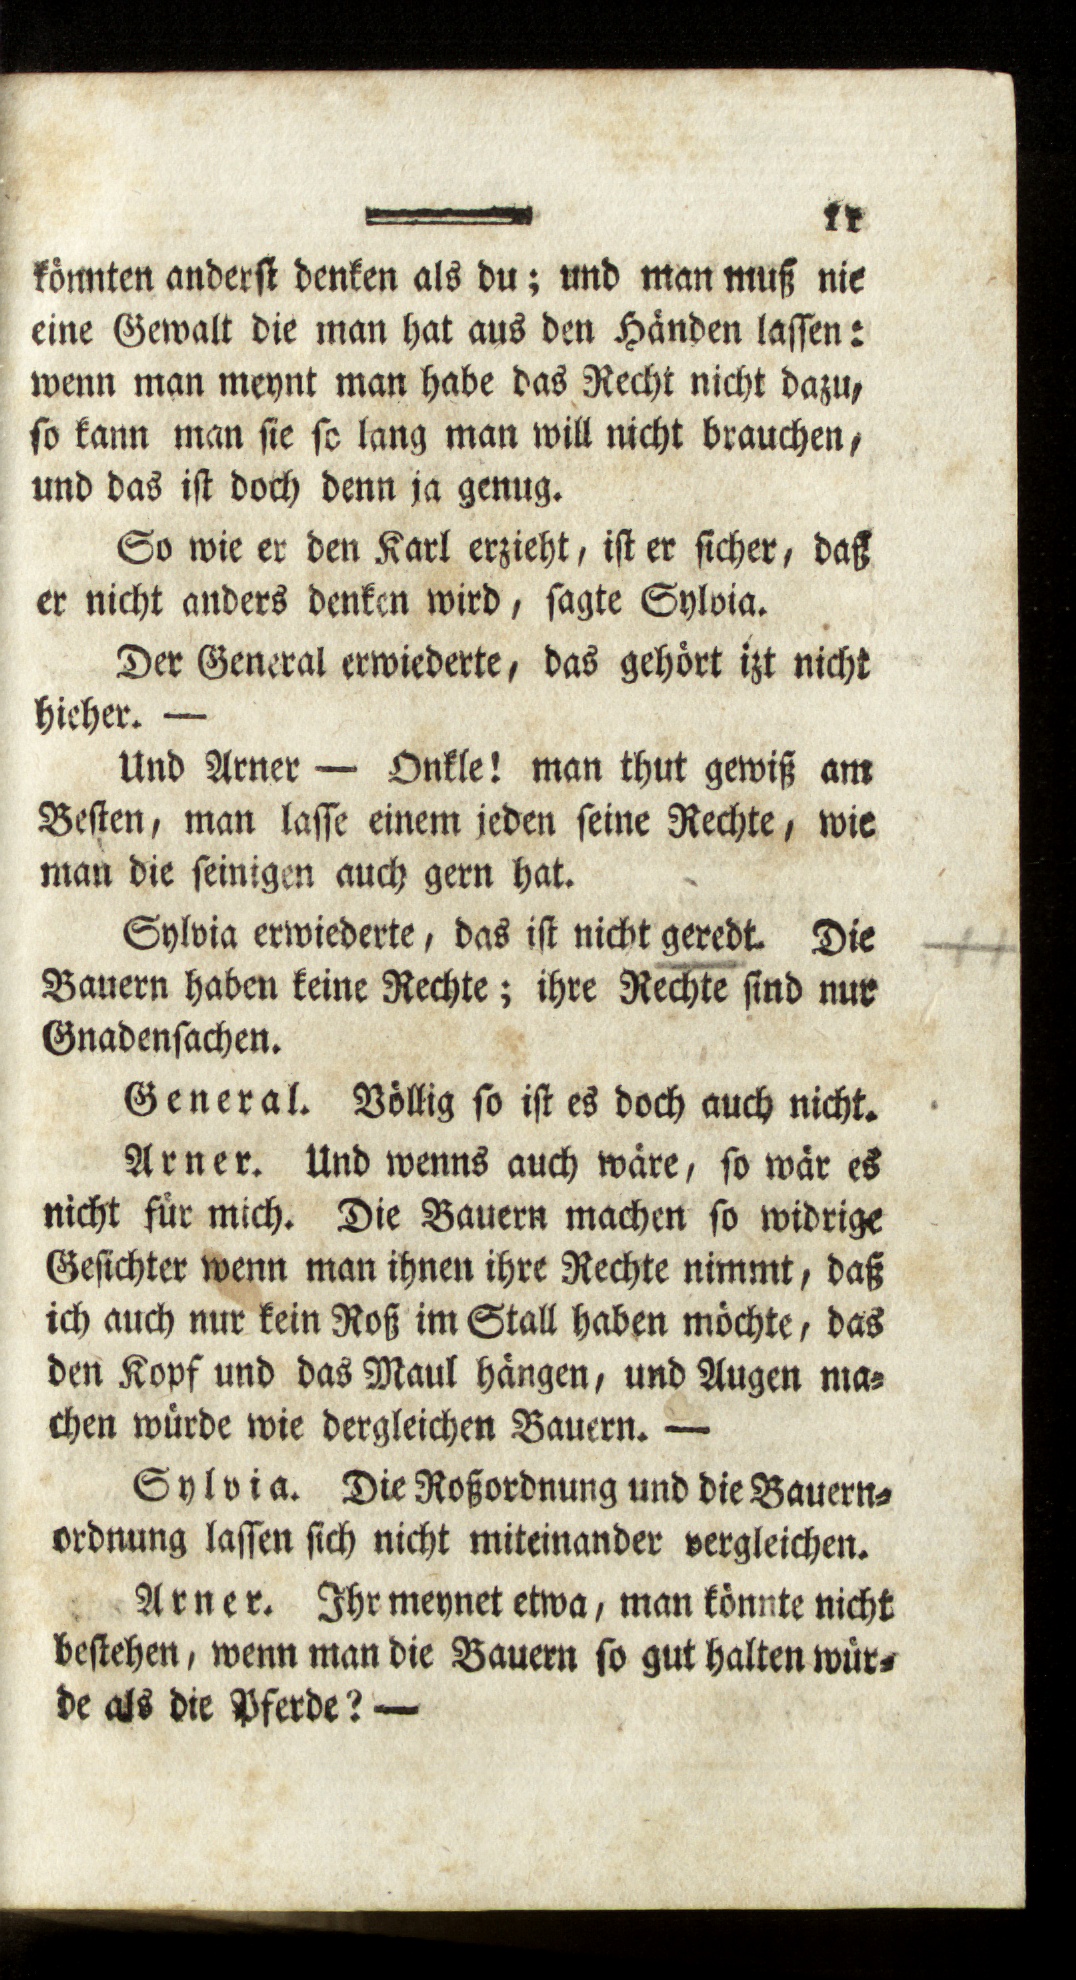 11
könnten anderst denken als du; und man muß nie
eine Gewalt die man hat aus den Händen lassen:
wenn man meynt man habe das Recht nicht dazu,
so kann man sie so lang man will nicht brauchen,
und das ist doch denn ja genug.
So wie er den Karl erzieht, ist er sicher, daß
er nicht anders denken wird, sagte Sylvia.
Der General erwiederte, das gehört izt nicht
hieher. —
Und Arner — Onkle! man thut gewiß am
Besten, man lasse einem jeden seine Rechte, wie
man die seinigen auch gern hat.
Sylvia erwiederte, das ist nicht geredt. Die
Bauern haben keine Rechte; ihre Rechte sind nur
Gnadensachen.
General. Völlig so ist es doch auch nicht.
Arner. Und wenns auch wäre, so wär es
nicht für mich. Die Bauern machen so widrige
Gesichter wenn man ihnen ihre Rechte nimmt, daß
ich auch nur kein Roß im Stall haben möchte, das
den Kopf und das Maul hängen, und Augen ma-
chen würde wie dergleichen Bauern. —
Sylvia. Die Roßordnung und die Bauern-
ordnung lassen sich nicht miteinander vergleichen.
Arner. Ihr meynet etwa, man könnte nicht
bestehen, wenn man die Bauern so gut halten wür-
de als die Pferde? —